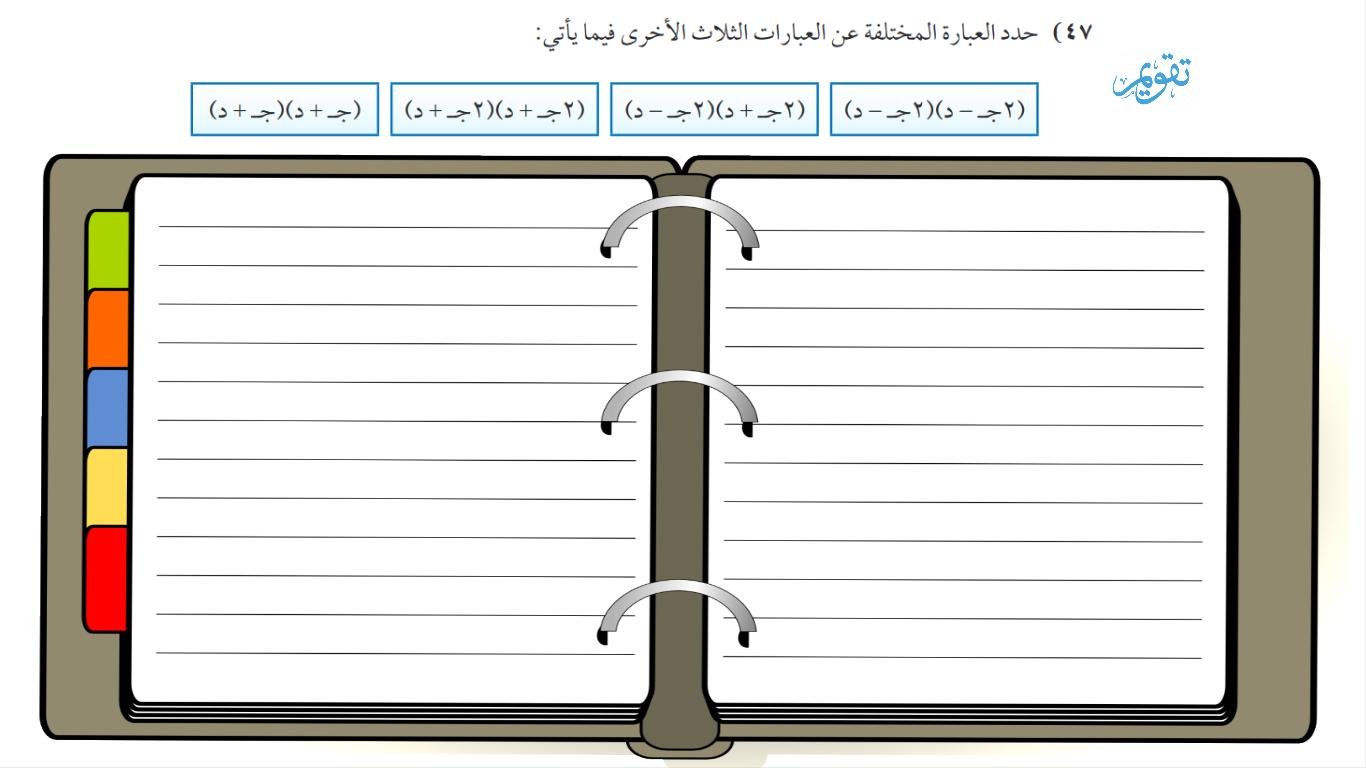 ٤٧) حدد العبارة المختلفة عن العبارات الثلاث الأخرى فيما يأتي:
تقويم
(٢جـ – د)(٢جـ – د)
(٢جـ + د)(٢جـ – د)
(٢جـ + د)(٢جـ + د)
(جـ + د)(جـ + د)